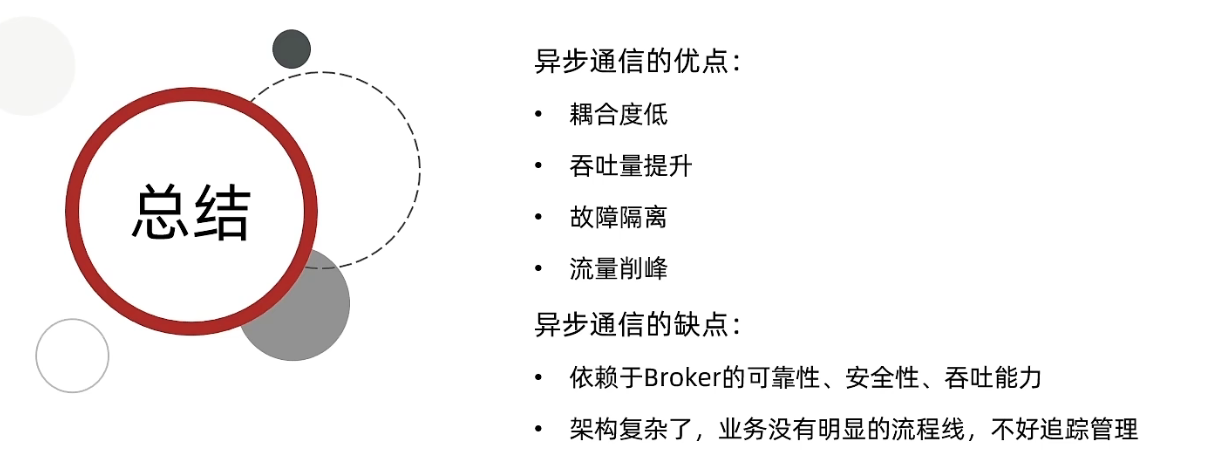 总结
异步通信的优点：
• 耦合度低
• 吞吐量提升
• 故障隔离
• 流量削峰
异步通信的缺点：
• 依赖于Broker的可靠性、安全性、吞吐能力
• 架构复杂了，业务没有明显的流程线，不好追踪管理